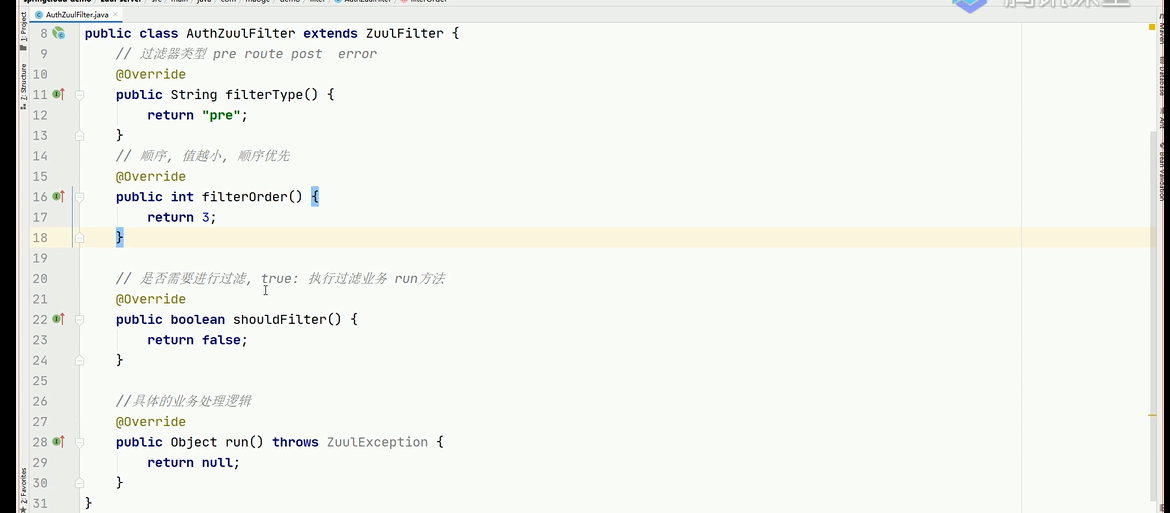 AuthZuulFilter.java
8 public class AuthZuulFilter extends ZuulFilter {
9 // 过滤器类型 pre route post  error
10 @Override
11 public String filterType() {
12 return "pre";
13 }
14 // 顺序, 值越小, 顺序优先
15 @Override
16 public int filterOrder() {
17 return 3;
18 }
19
20 // 是否需要进行过滤, true: 执行过滤业务 run方法
21 @Override
22 public boolean shouldFilter() {
23 return false;
24 }
25
26 //具体的业务处理逻辑
27 @Override
28 public Object run() throws ZuulException {
29 return null;
30 }
31 }
1: Project
Z: Structure
2: Favorites